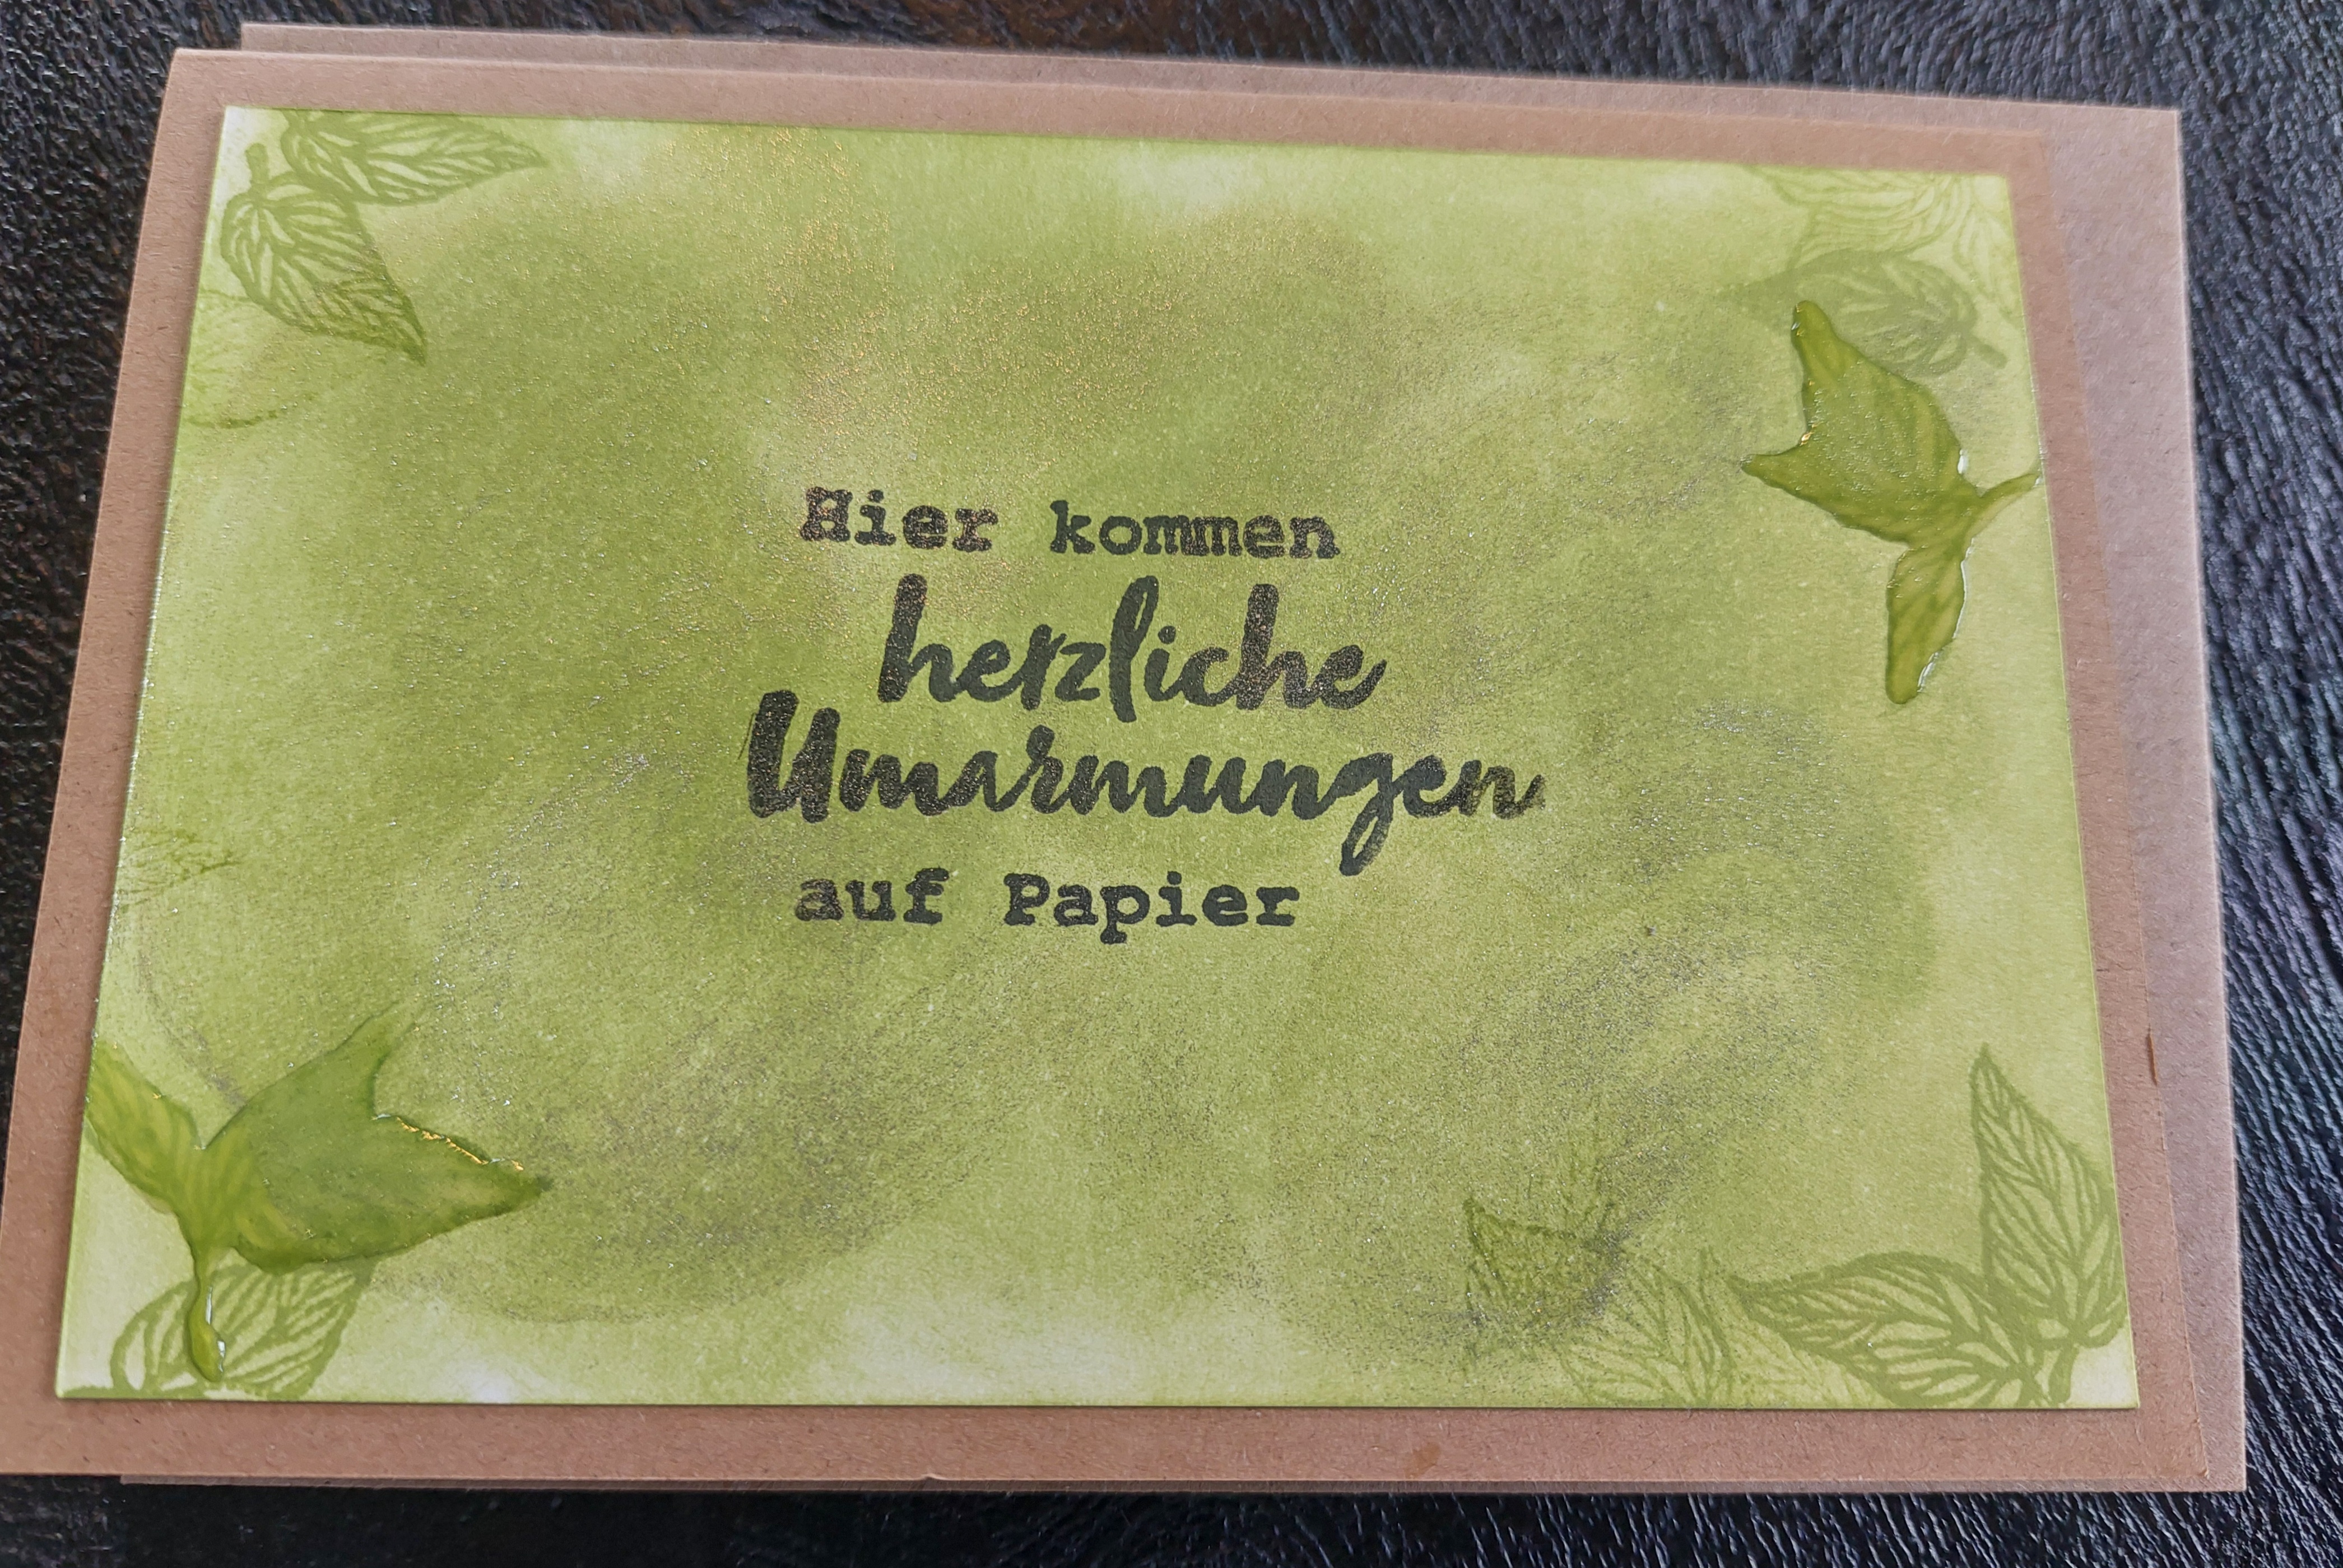 Hier kommen
herzliche
Umarmungen
auf Papier